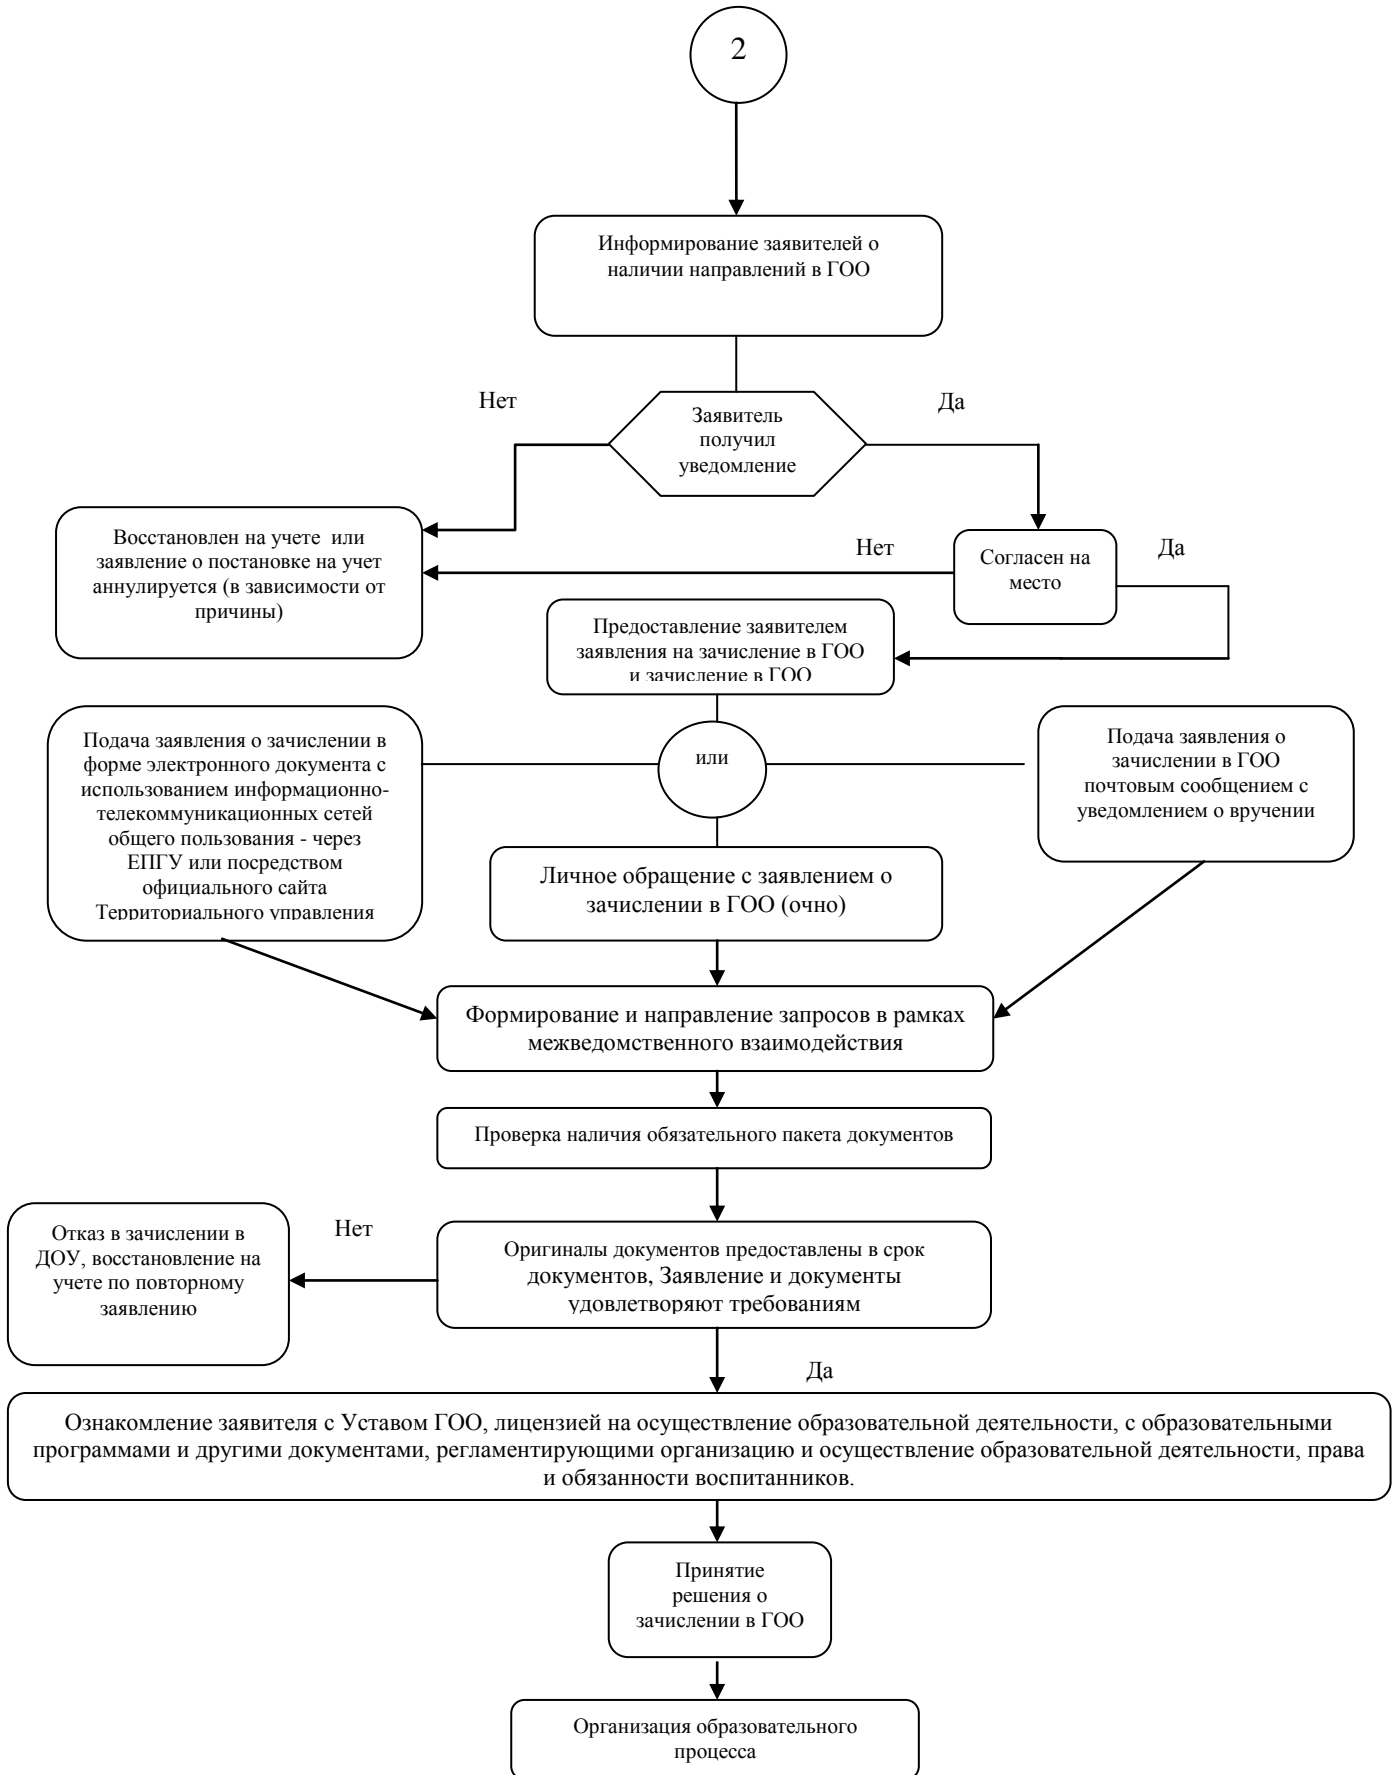 2
Информирование заявителей о
наличии направлений в ГОО
Нет
Да
Заявитель
получил
уведомление
Восстановлен на учете или
заявление о постановке на
учет аннулируется (в
аннулируется (в зависимости от
причины)
Нет
Согласен на
место
Да
Предоставление заявителем
заявления на зачисление в ГОО
и зачисление в ГОО
Подача заявления о зачислении в
форме электронного документа с
использованием информационно-
телекоммуникационных сетей
общего пользования - через
ЕПГУ или посредством
официального сайта
Территориального управления
или
Подача заявления о
зачислении в ГОО
почтовым сообщением с
уведомлением о вручении
Личное обращение с заявлением о
зачислении в ГОО (очно)
Формирование и направление запросов в рамках
межведомственного взаимодействия
Проверка наличия обязательного пакета документов
Отказ в зачислении в
ДОУ, восстановление на
учете по повторному
заявлению
Нет
Оригиналы документов предоставлены в срок
документов, Заявление и документы
удовлетворяют требованиям
Да
Ознакомление заявителя с Уставом ГОО, лицензией на осуществление образовательной деятельности, с образовательными
программами и другими документами, регламентирующими организацию и осуществление образовательной деятельности, права
и обязанности воспитанников.
Принятие
решения о
зачислении в ГОО
Организация образовательного
процесса